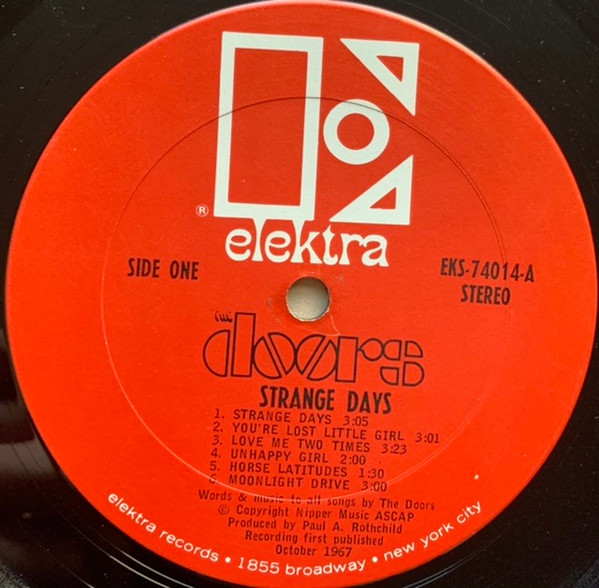 ®
elektra
SIDE ONE
EKS-74014-A
STEREO
THE
doors
STRANGE DAYS
1. STRANGE DAYS 3:05
2. YOU'RE LOST LITTLE GIRL 3:01
3. LOVE ME TWO TIMES 3:23
4. UNHAPPY GIRL 2:00
5. HORSE LATITUDES 1:30
6. MOONLIGHT DRIVE 3:00
Words & music to all songs by The Doors
© Copyright Nipper Music ASCAP
Produced by Paul A. Rothchild
Recording first published
October 1967
elektra records • 1855 broadway • new york city